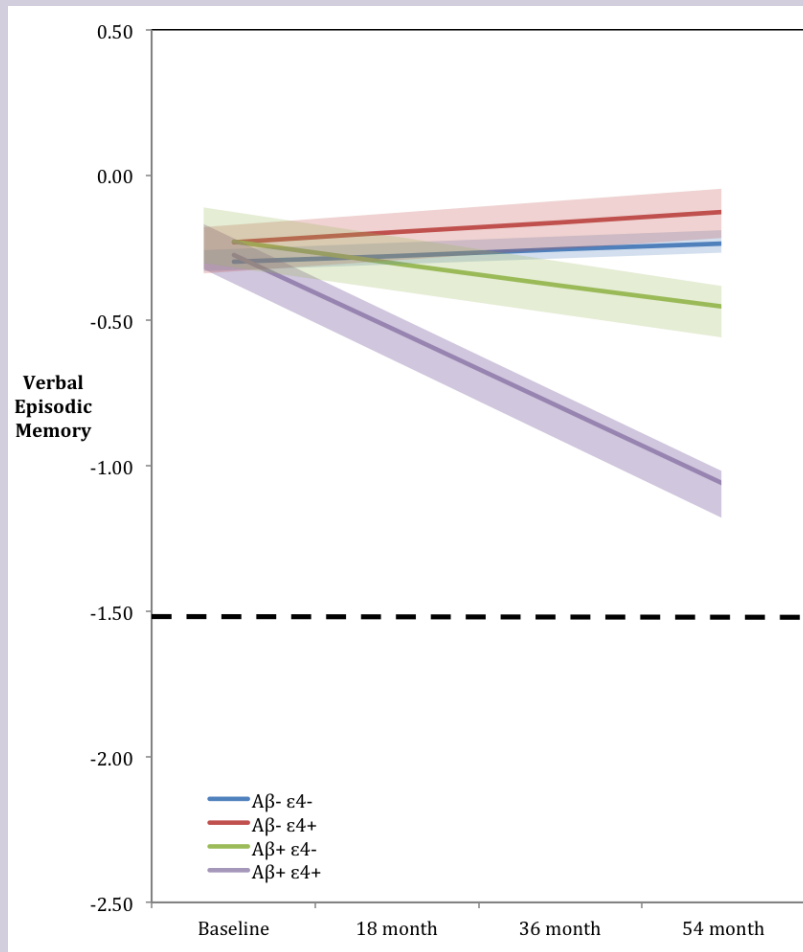 0.50
0.00
-0.50
Verbal
Episodic
Memory
-1.00
-1.50
-2.00
Aβ- ε4-
Aβ- ε4+
Aβ+ ε4-
Aβ+ ε4+
-2.50
Baseline 18 month 36 month 54 month